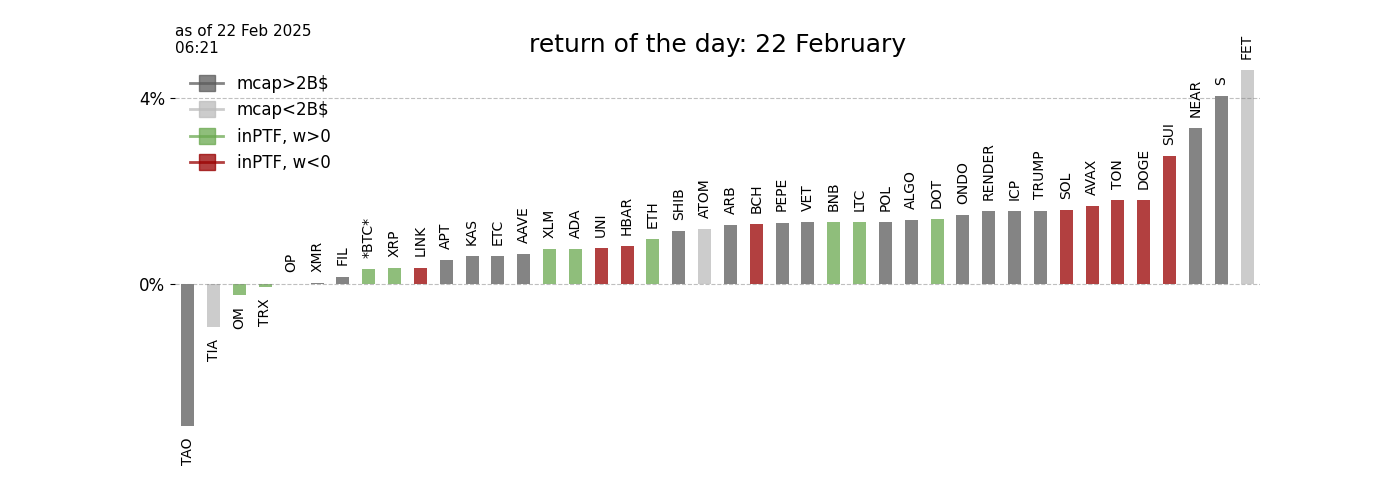 as of 22 Feb 2025
06:21
return of the day: 22 February
mcap>2B$
mcap<2B$
inPTF, w>0
inPTF, w<0
4%
0%
TAO
TIA
OM
TRX
OP
XMR
FIL
*BTC*
XRP
LINK
APT
KAS
ETC
AAVE
XLM
ADA
UNI
HBAR
ETH
SHIB
ATOM
ARB
BCH
PEPE
VET
BNB
LTC
POL
ALGO
DOT
ONDO
RENDER
ICP
TRUMP
SOL
AVAX
TON
DOGE
SUI
NEAR
S
FET